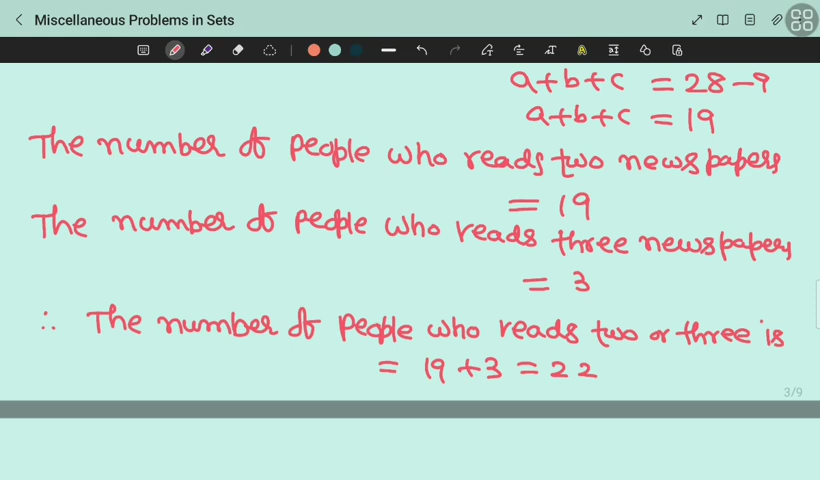 Miscellaneous Problems in Sets
a+b+c = 28-9
a+b+c = 19
The number of people who reads two newspapers
= 19
The number of people who reads three newspapers
= 3
∴ The number of people who reads two or three is
= 19+3 = 22
3/9